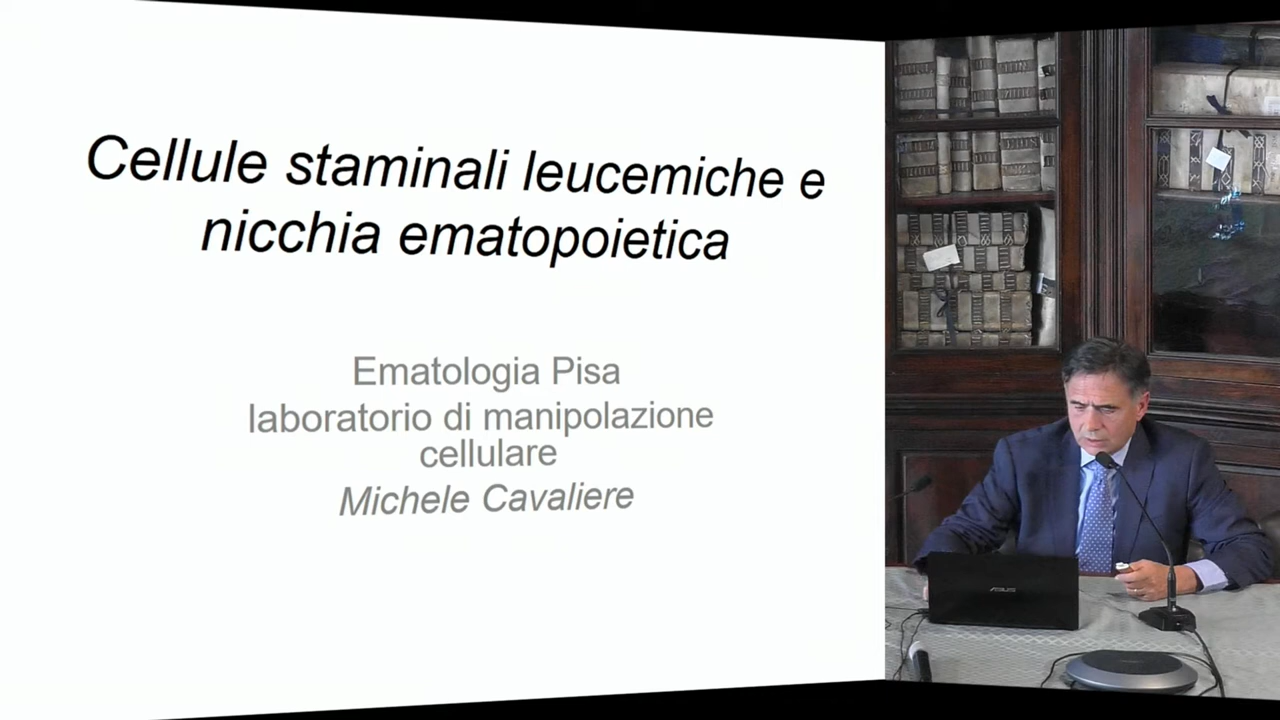 Cellule staminali leucemiche e
nicchia ematopoietica
Ematologia Pisa
laboratorio di manipolazione
cellulare
Michele Cavaliere
ASUS